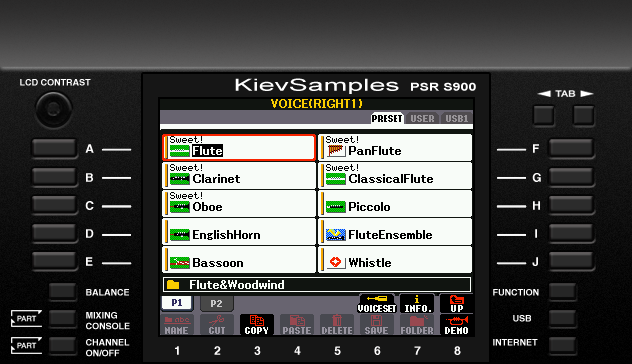 LCD CONTRAST
KievSamples PSR S900
◄ TAB ►
VOICE(RIGHT1)
PRESET USER USB1
A
Sweet!
Flute
Sweet!
PanFlute
F
B
Sweet!
Clarinet
Sweet!
ClassicalFlute
G
C
Sweet!
Oboe
Piccolo
H
D
EnglishHorn
FluteEnsemble
I
E
Bassoon
Whistle
J
Flute&Woodwind
BALANCE
P1 P2
VOICESET INFO. UP
FUNCTION
PART
MIXING
CONSOLE
NAME CUT COPY PASTE DELETE SAVE FOLDER DEMO
USB
PART
CHANNEL
ON/OFF
INTERNET
1 2 3 4 5 6 7 8